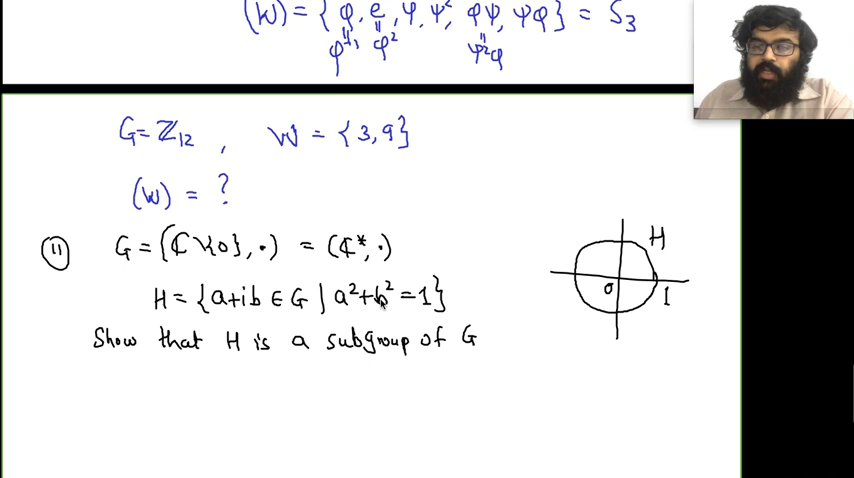 (W) = { φ, e, ψ, ψ², φψ, ψφ } = S₃
φ⁻¹, φ² ψ²φ
G = ℤ₁₂ , W = {3,9}
(W) = ?
(11) G = (ℂ\{0}, ·) = (ℂ*, ·)
H = {a+ib ∈ G | a²+b² = 1}
Show that H is a subgroup of G
H
0
1